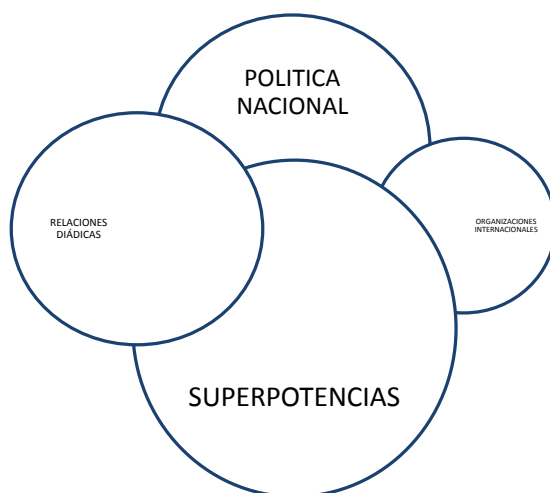 POLITICA
NACIONAL
RELACIONES
DIÁDICAS
ORGANIZACIONES
INTERNACIONALES
SUPERPOTENCIAS